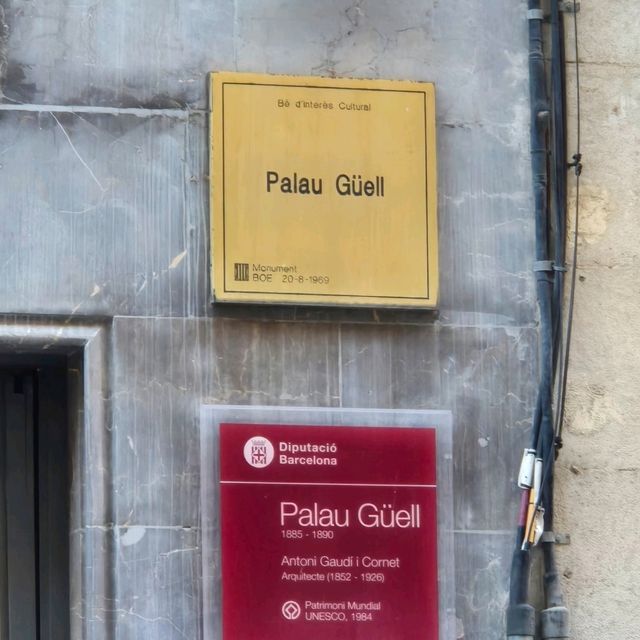 Bé d'Interès Cultural
Palau Güell
Monument
BOE 20-8-1969
Diputació
Barcelona
Palau Güell
1885 - 1890
Antoni Gaudí i Cornet
Arquitecte (1852 - 1926)
Patrimoni Mundial
UNESCO, 1984